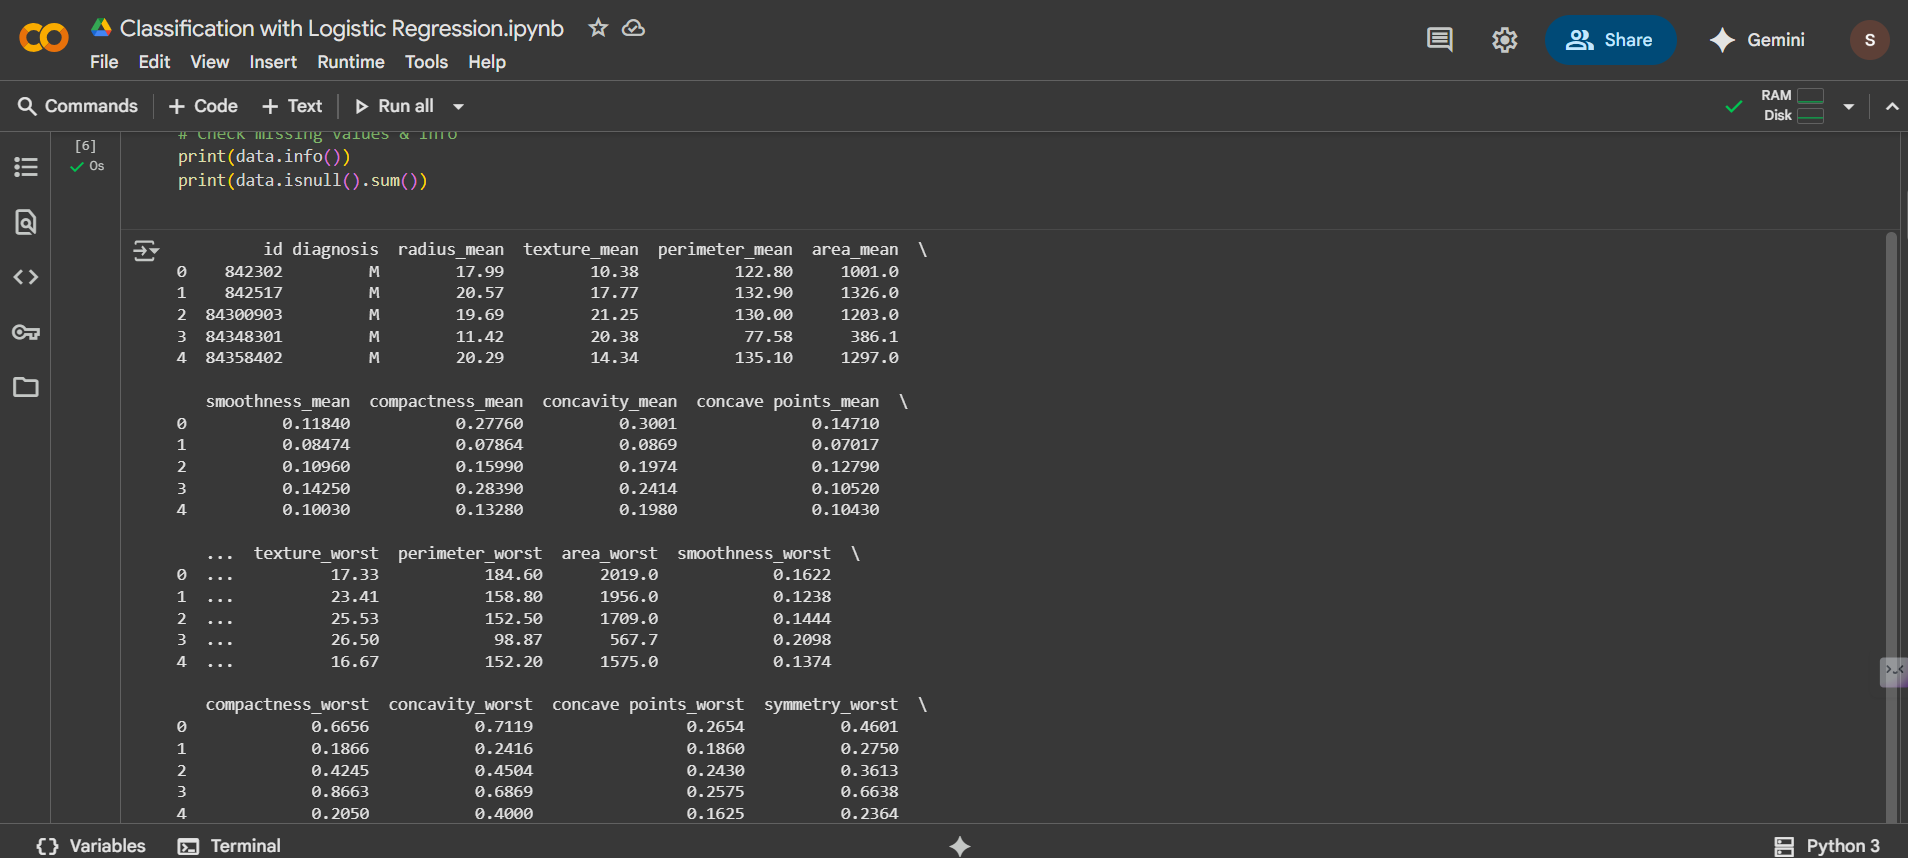 Classification with Logistic Regression.ipynb
File Edit View Insert Runtime Tools Help
Share
Gemini
S
Commands + Code + Text Run all
RAM
Disk
[6]
0s
# Check missing values & info
print(data.info())
print(data.isnull().sum())
id diagnosis radius_mean texture_mean perimeter_mean area_mean \
0 842302 M 17.99 10.38 122.80 1001.0
1 842517 M 20.57 17.77 132.90 1326.0
2 84300903 M 19.69 21.25 130.00 1203.0
3 84348301 M 11.42 20.38 77.58 386.1
4 84358402 M 20.29 14.34 135.10 1297.0
smoothness_mean compactness_mean concavity_mean concave points_mean \
0 0.11840 0.27760 0.3001 0.14710
1 0.08474 0.07864 0.0869 0.07017
2 0.10960 0.15990 0.1974 0.12790
3 0.14250 0.28390 0.2414 0.10520
4 0.10030 0.13280 0.1980 0.10430
... texture_worst perimeter_worst area_worst smoothness_worst \
0 ... 17.33 184.60 2019.0 0.1622
1 ... 23.41 158.80 1956.0 0.1238
2 ... 25.53 152.50 1709.0 0.1444
3 ... 26.50 98.87 567.7 0.2098
4 ... 16.67 152.20 1575.0 0.1374
compactness_worst concavity_worst concave points_worst symmetry_worst \
0 0.6656 0.7119 0.2654 0.4601
1 0.1866 0.2416 0.1860 0.2750
2 0.4245 0.4504 0.2430 0.3613
3 0.8663 0.6869 0.2575 0.6638
4 0.2050 0.4000 0.1625 0.2364
{} Variables Terminal
Python 3